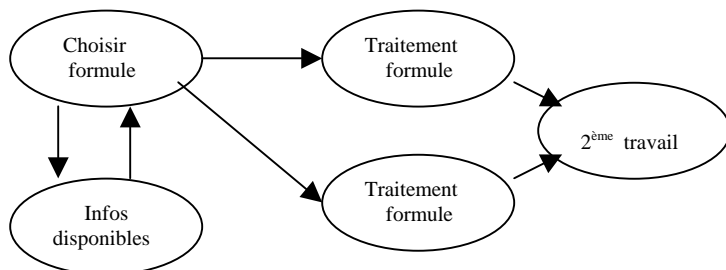 Choisir
formule
Traitement
formule
2ème travail
Traitement
formule
Infos
disponibles